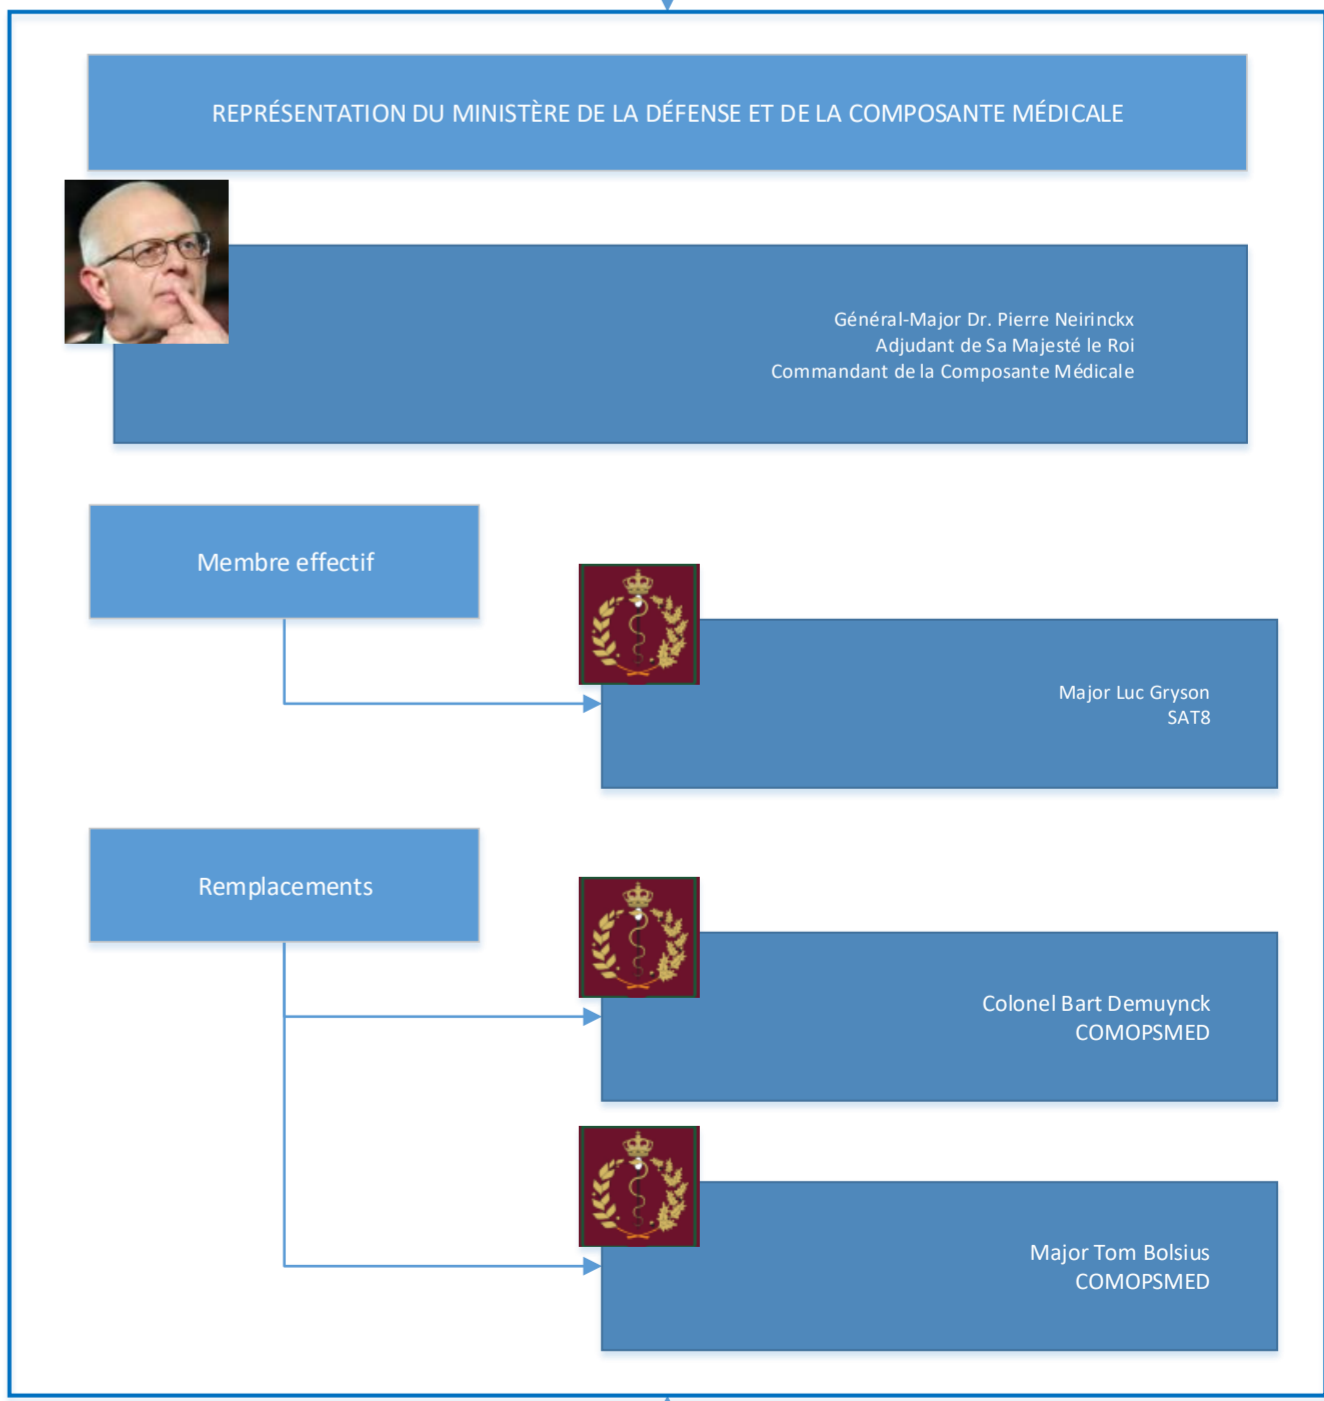 REPRÉSENTATION DU MINISTÈRE DE LA DÉFENSE ET DE LA COMPOSANTE MÉDICALE
Général-Major Dr. Pierre Neirinckx
Adjudant de Sa Majesté le Roi
Commandant de la Composante Médicale
Membre effectif
Major Luc Gryson
SAT8
Remplacements
Colonel Bart Demuynck
COMOPSMED
Major Tom Bolsius
COMOPSMED